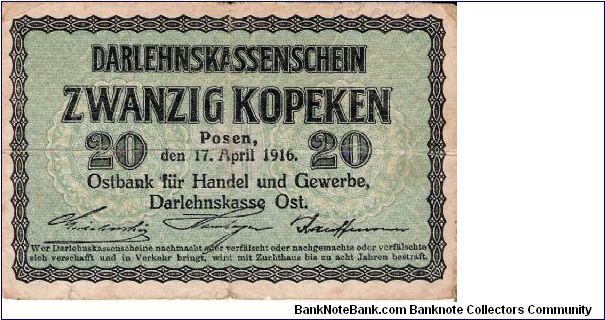 DARLEHNSKASSENSCHEIN
ZWANZIG KOPEKEN
20 Posen, 20
den 17. April 1916.
Ostbank für Handel und Gewerbe,
Darlehnskasse Ost.
Wer Darlehnskassenscheine nachmacht oder verfälscht oder nachgemachte oder verfälschte
sich verschafft und in Verkehr bringt, wird mit Zuchthaus bis zu acht Jahren bestraft.
BankNoteBank.com Banknote Collectors Community